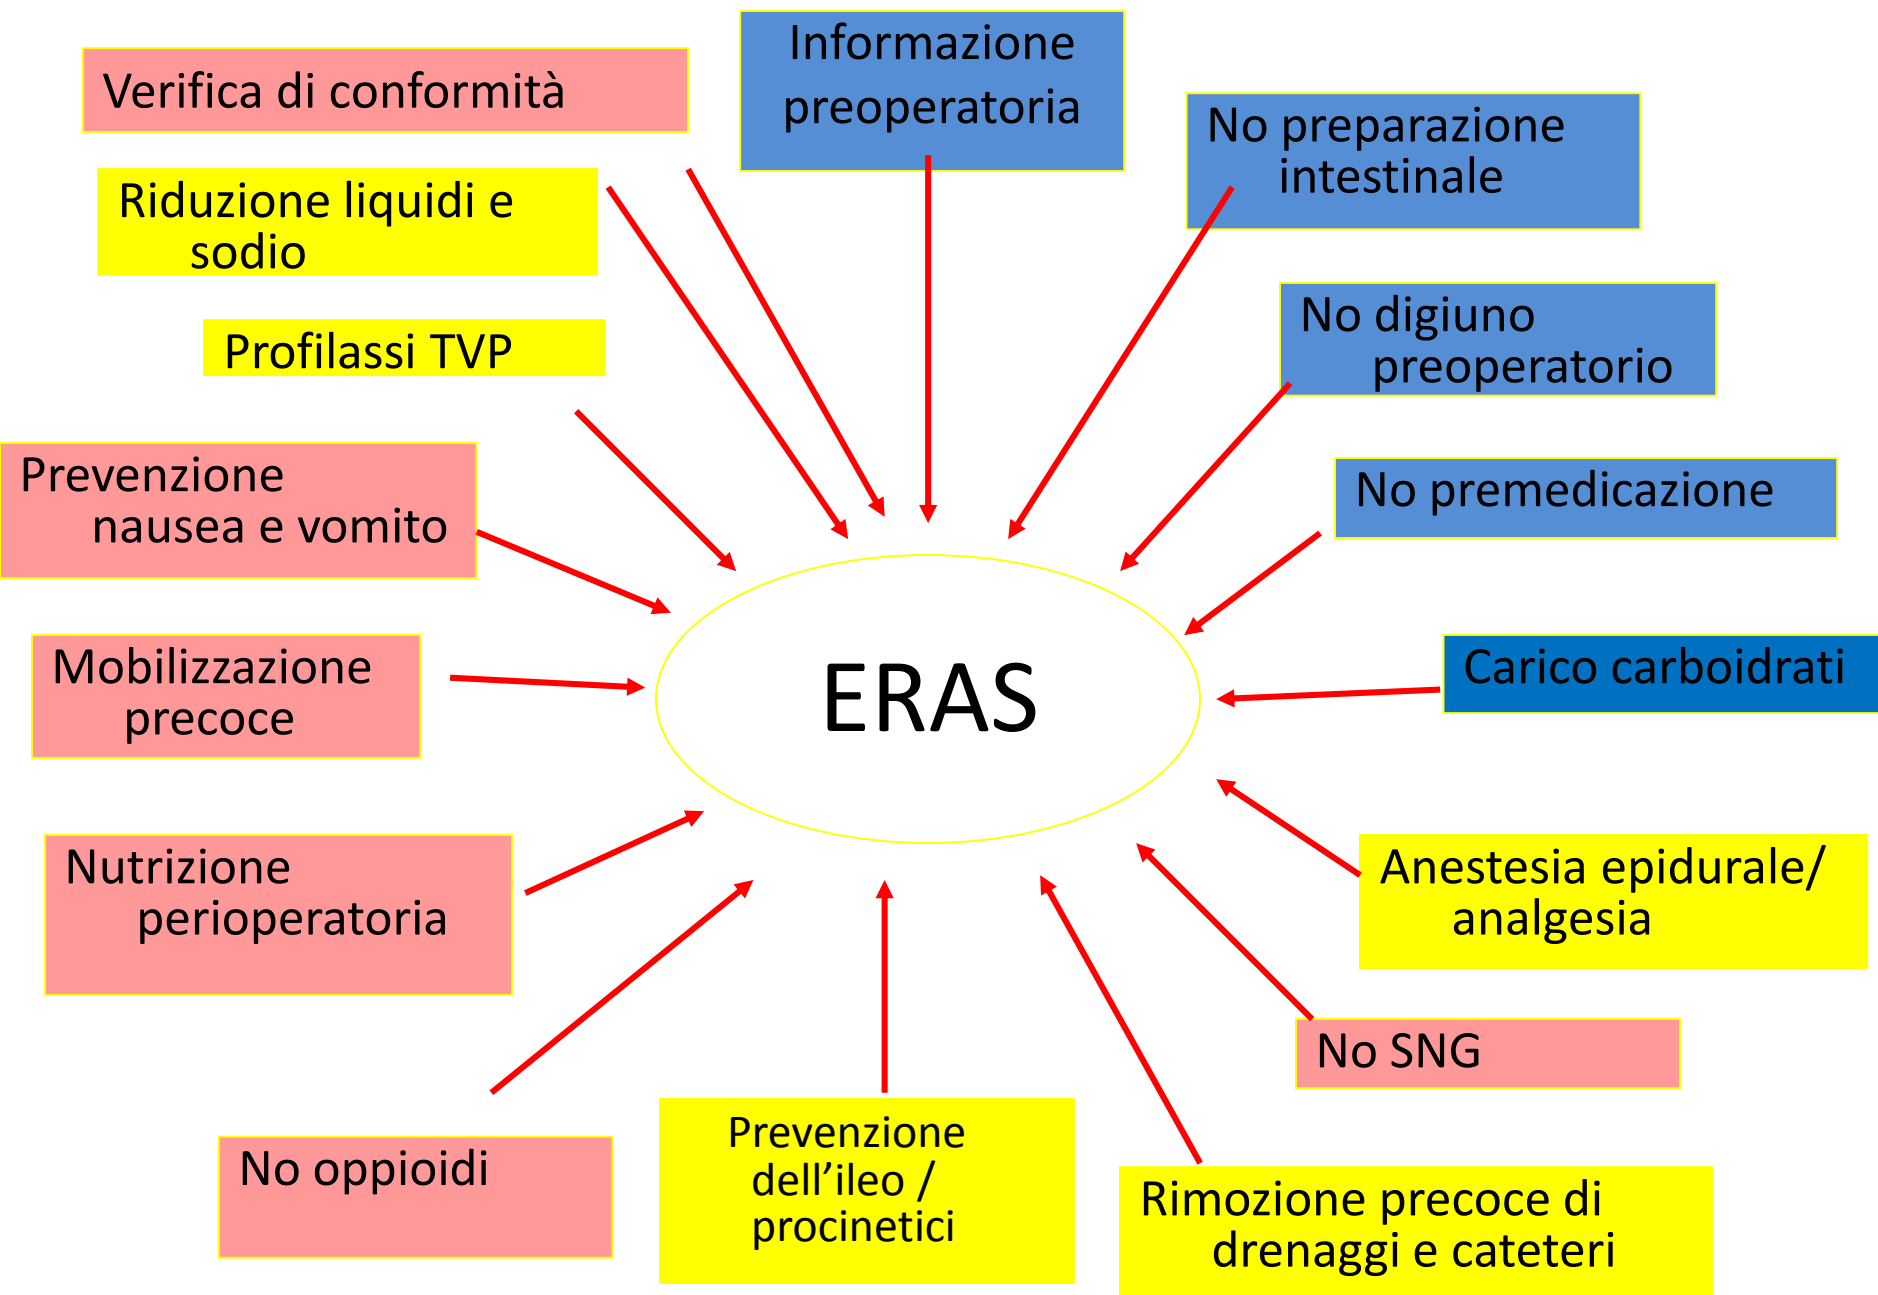 Informazione
preoperatoria
Verifica di conformità
No preparazione
intestinale
Riduzione liquidi e
sodio
No digiuno
preoperatorio
Profilassi TVP
Prevenzione
nausea e vomito
No premedicazione
Mobilizzazione
precoce
ERAS
Carico carboidrati
Nutrizione
perioperatoria
Anestesia epidurale/
analgesia
No SNG
No oppioidi
Prevenzione
dell’ileo /
procinetici
Rimozione precoce di
drenaggi e cateteri